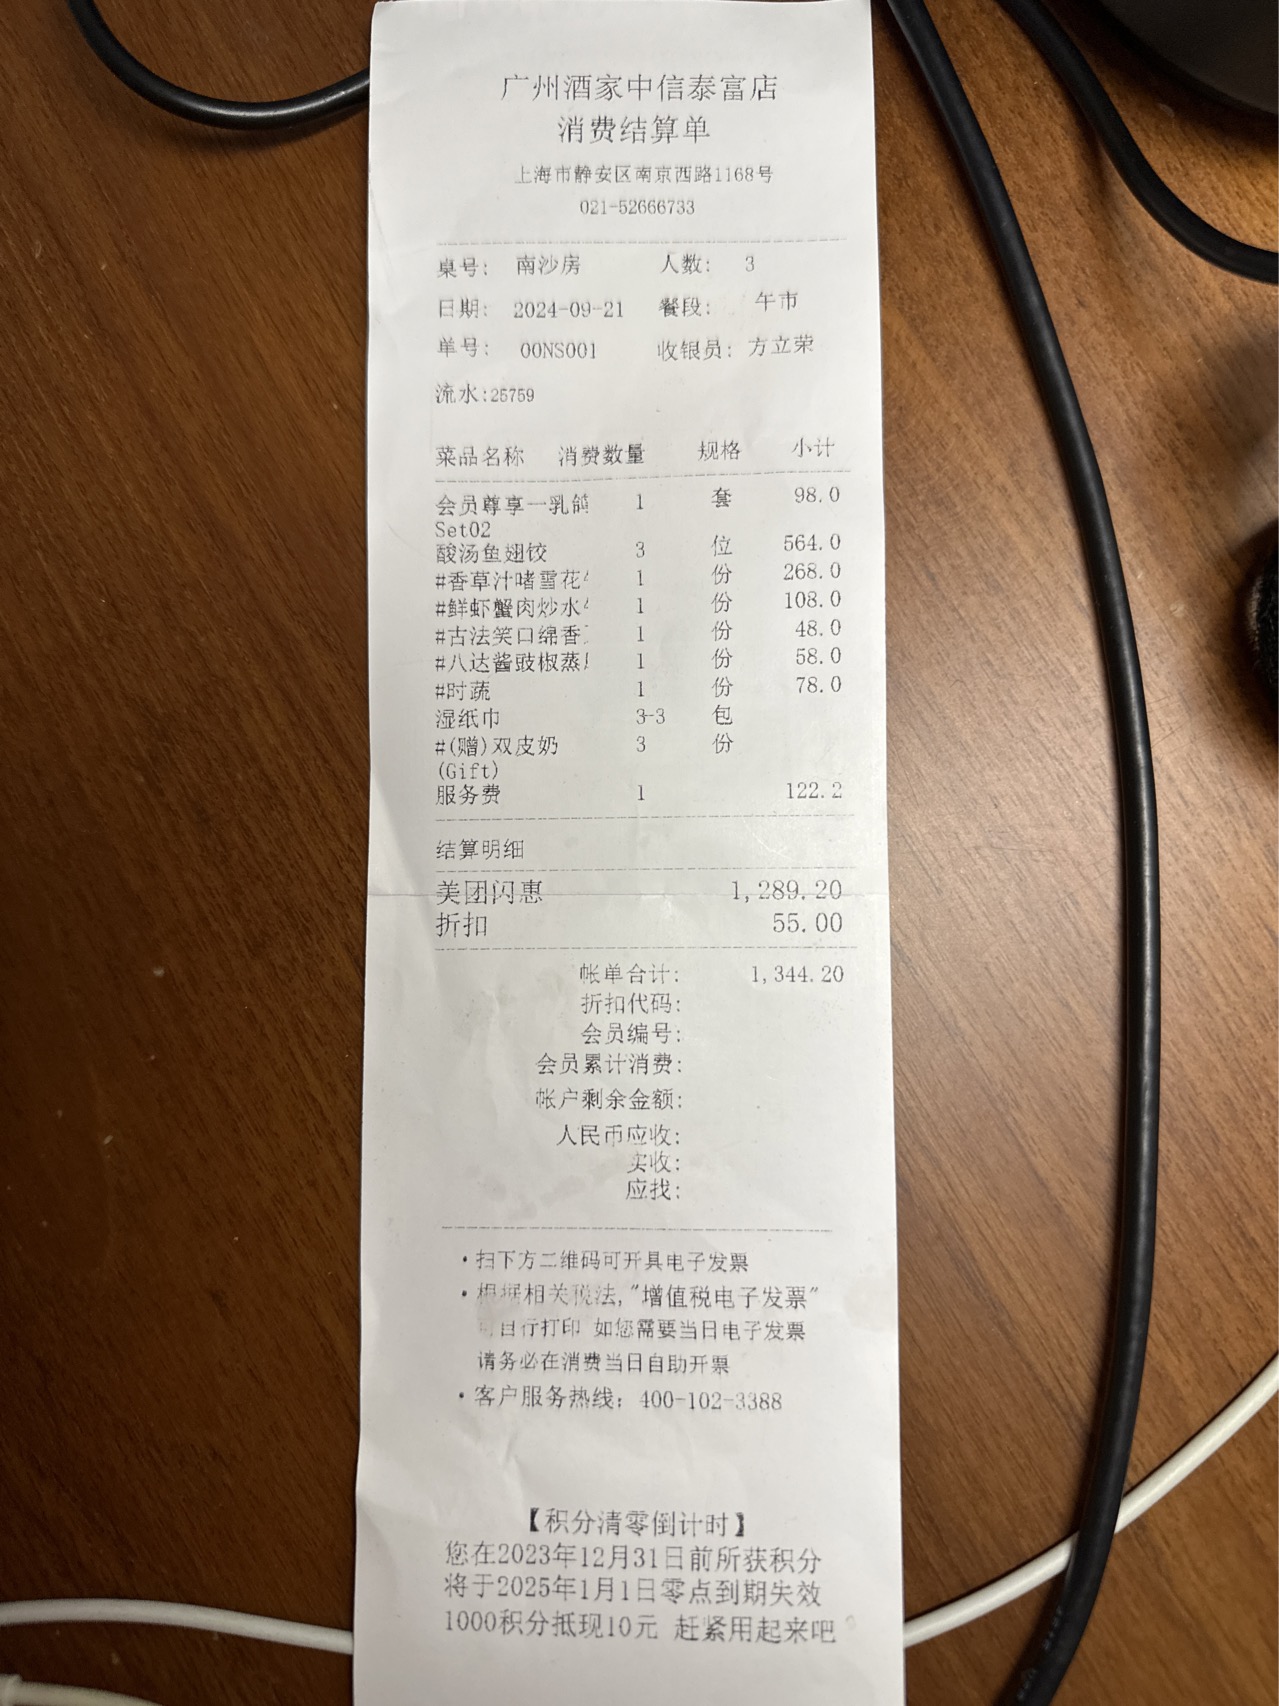 广州酒家中信泰富店
消费结算单
上海市静安区南京西路1168号
021-52666733
桌号: 南沙房 人数: 3
日期: 2024-09-21 餐段: 午市
单号: 00NS001 收银员: 方立荣
流水:25759
菜品名称 消费数量 规格 小计
会员尊享一乳鸽 1 套 98.0
Set02
酸汤鱼翅饺 3 位 564.0
#香草汁啫雪花 1 份 268.0
#鲜虾蟹肉炒水 1 份 108.0
#古法笑口绵香 1 份 48.0
#八达酱豉椒蒸 1 份 58.0
#时蔬 1 份 78.0
湿纸巾 3-3 包
#(赠)双皮奶 3 份
(Gift)
服务费 1 122.2
结算明细
美团闪惠 1,289.20
折扣 55.00
帐单合计: 1,344.20
折扣代码:
会员编号:
会员累计消费:
帐户剩余金额:
人民币应收:
实收:
应找:
·扫下方二维码可开具电子发票
·根据相关税法,"增值税电子发票"
可自行打印 如您需要当日电子发票
请务必在消费当日自助开票
·客户服务热线: 400-102-3388
【积分清零倒计时】
您在2023年12月31日前所获积分
将于2025年1月1日零点到期失效
1000积分抵现10元 赶紧用起来吧